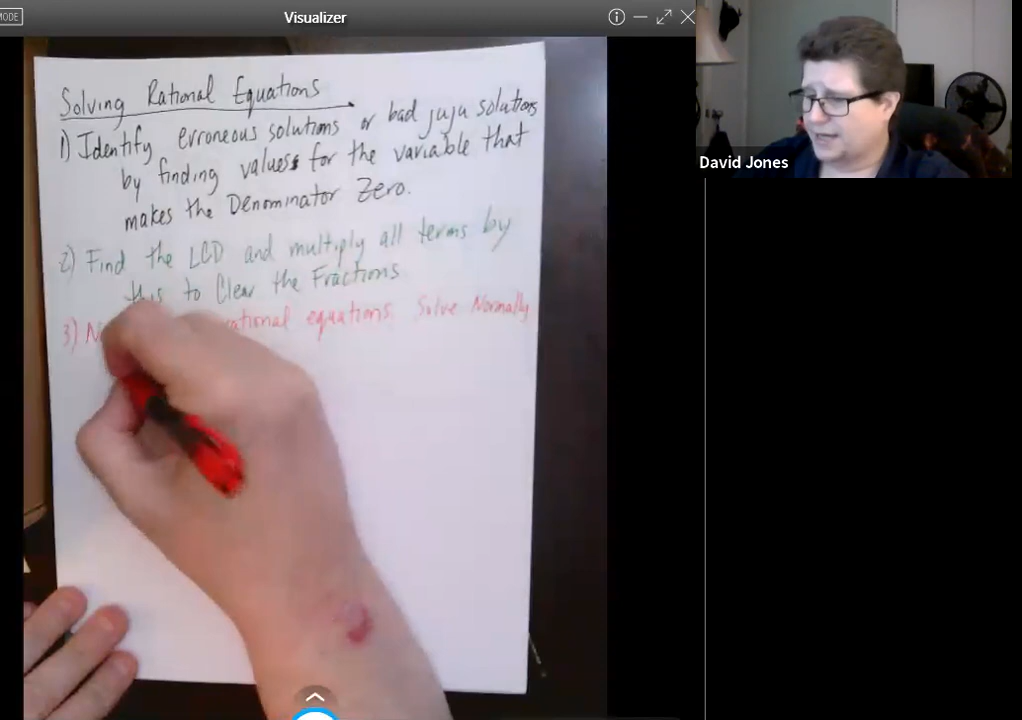 MODE
Visualizer
David Jones
Solving Rational Equations
1) Identify erroneous solutions or bad juju solutions
by finding values for the variable that
makes the Denominator Zero.
2) Find the LCD and multiply all terms by
this to Clear the Fractions
3) equations. Solve Normally